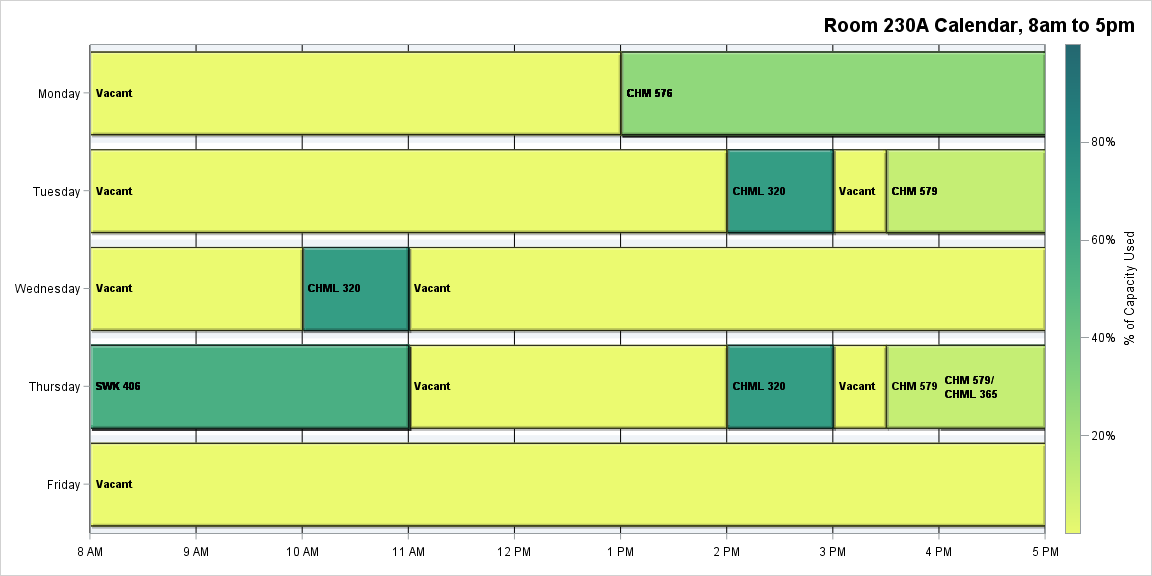 Room 230A Calendar, 8am to 5pm
Monday
Vacant
CHM 576
Tuesday
Vacant
CHML 320
Vacant
CHM 579
Wednesday
Vacant
CHML 320
Vacant
Thursday
SWK 406
Vacant
CHML 320
Vacant
CHM 579
CHM 579/
CHML 365
Friday
Vacant
8 AM
9 AM
10 AM
11 AM
12 PM
1 PM
2 PM
3 PM
4 PM
5 PM
80%
60%
40%
20%
% of Capacity Used